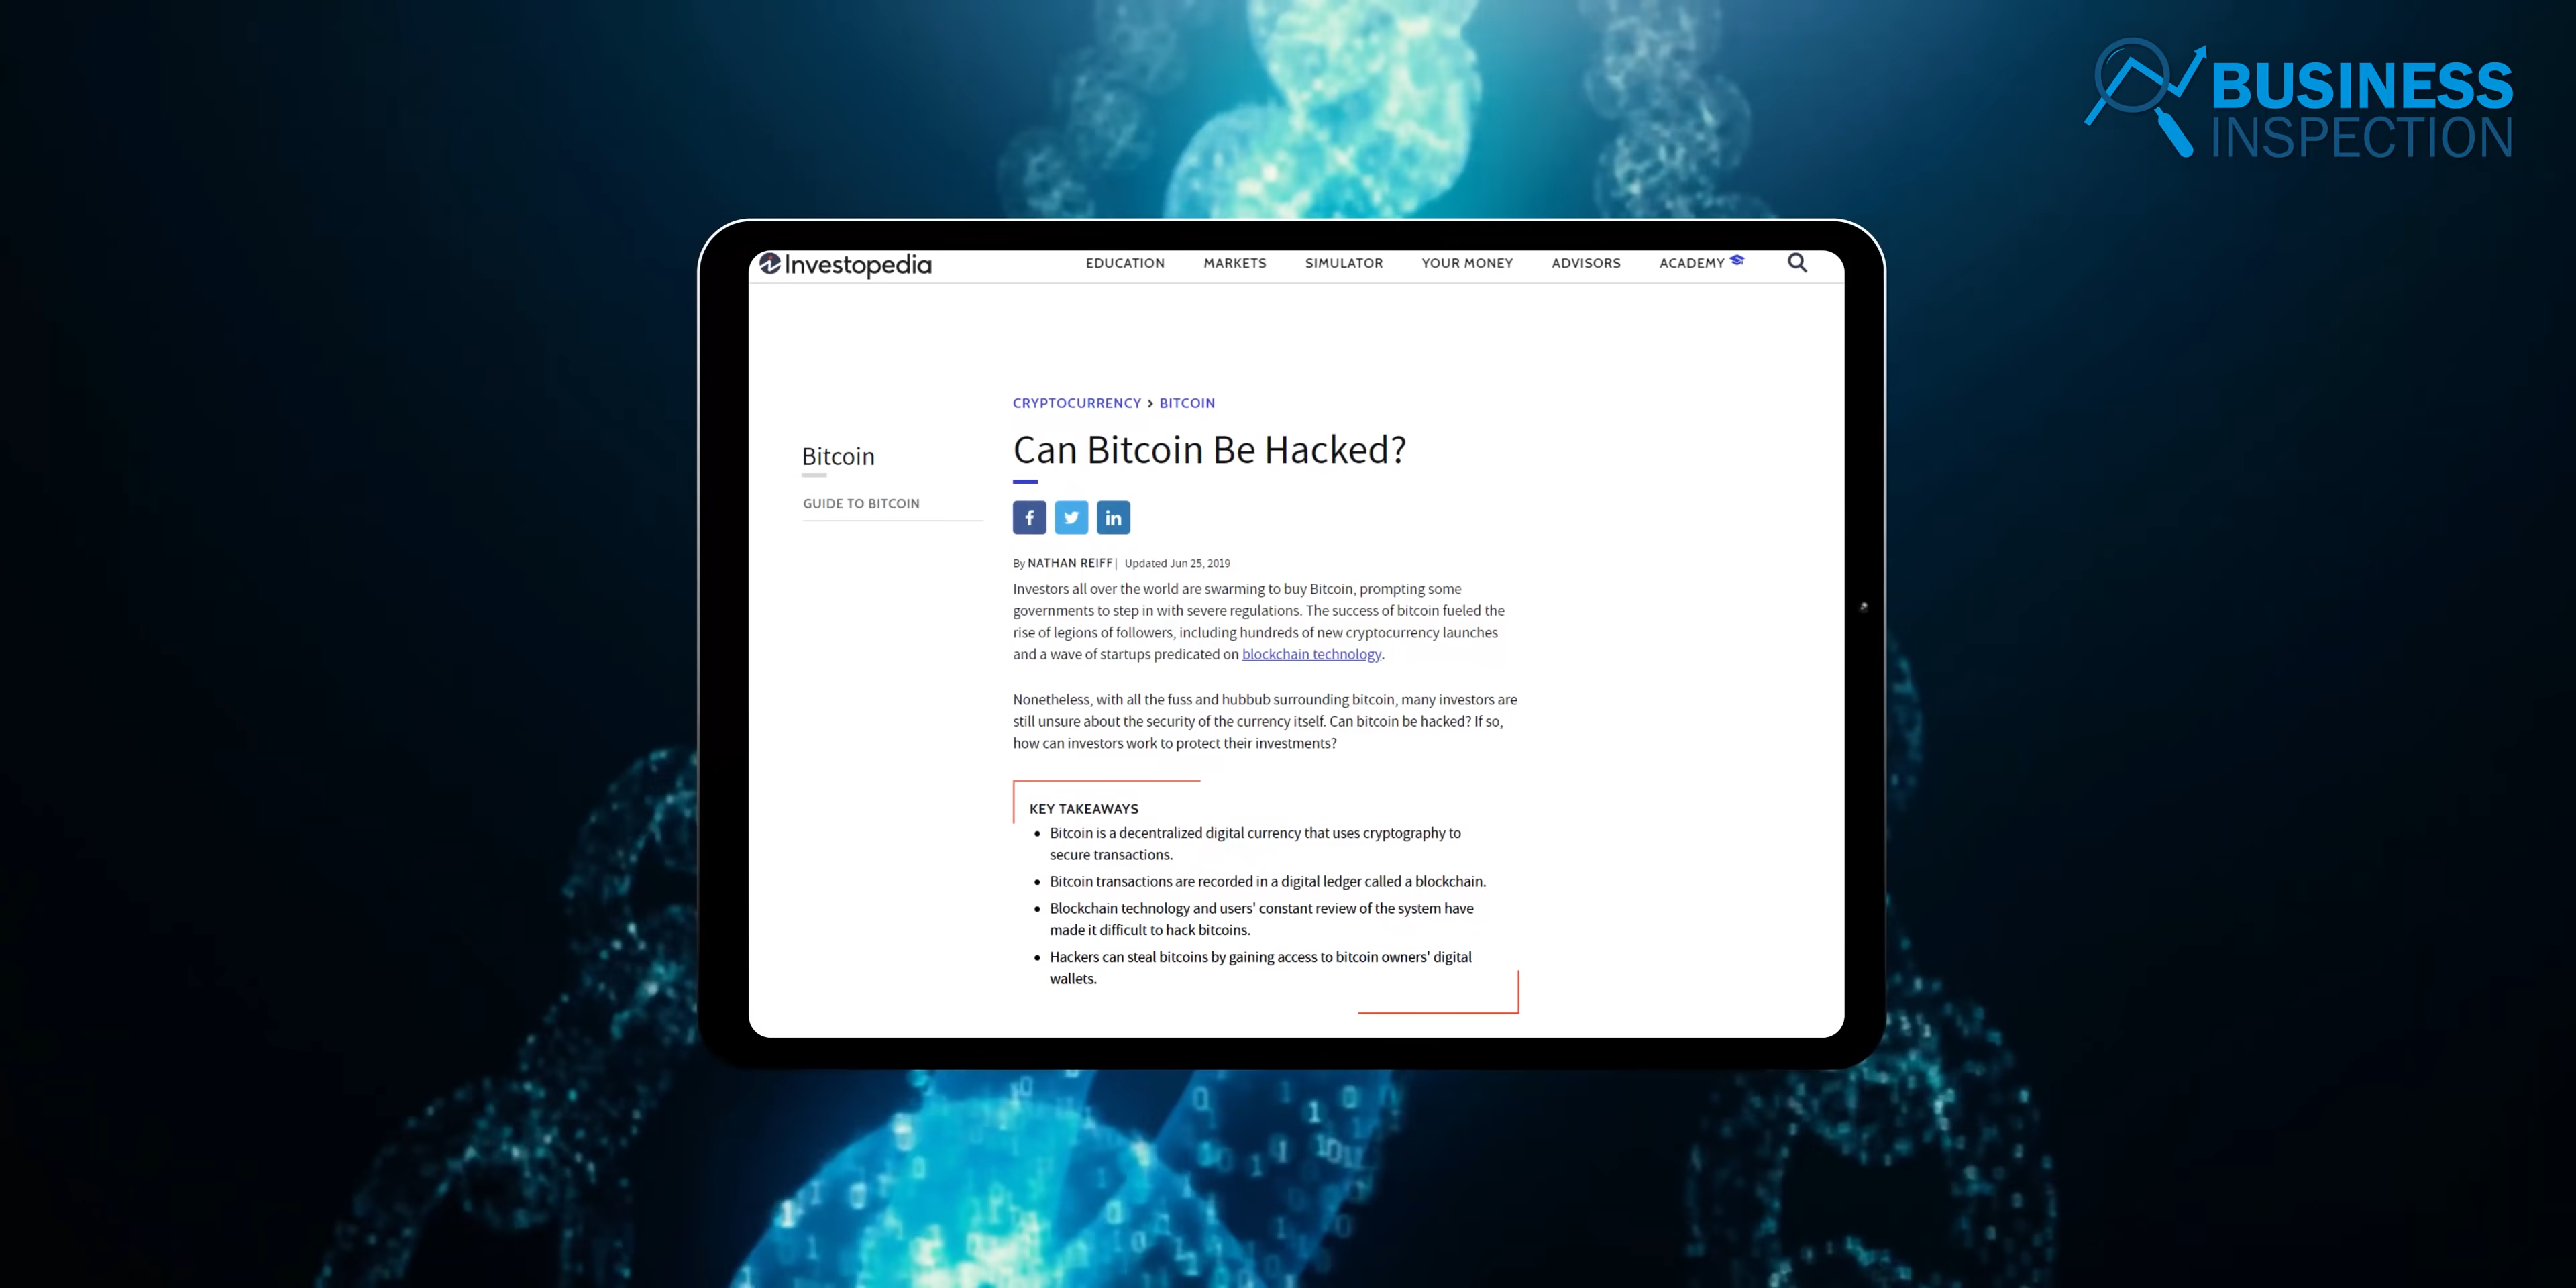 BUSINESS
INSPECTION
Investopedia
EDUCATION MARKETS SIMULATOR YOUR MONEY ADVISORS ACADEMY
CRYPTOCURRENCY > BITCOIN
Bitcoin
GUIDE TO BITCOIN
Can Bitcoin Be Hacked?
f in
By NATHAN REIFF | Updated Jun 25, 2019
Investors all over the world are swarming to buy Bitcoin, prompting some
governments to step in with severe regulations. The success of bitcoin fueled the
rise of legions of followers, including hundreds of new cryptocurrency launches
and a wave of startups predicated on blockchain technology.
Nonetheless, with all the fuss and hubbub surrounding bitcoin, many investors are
still unsure about the security of the currency itself. Can bitcoin be hacked? If so,
how can investors work to protect their investments?
KEY TAKEAWAYS
• Bitcoin is a decentralized digital currency that uses cryptography to
secure transactions.
• Bitcoin transactions are recorded in a digital ledger called a blockchain.
• Blockchain technology and users' constant review of the system have
made it difficult to hack bitcoins.
• Hackers can steal bitcoins by gaining access to bitcoin owners' digital
wallets.